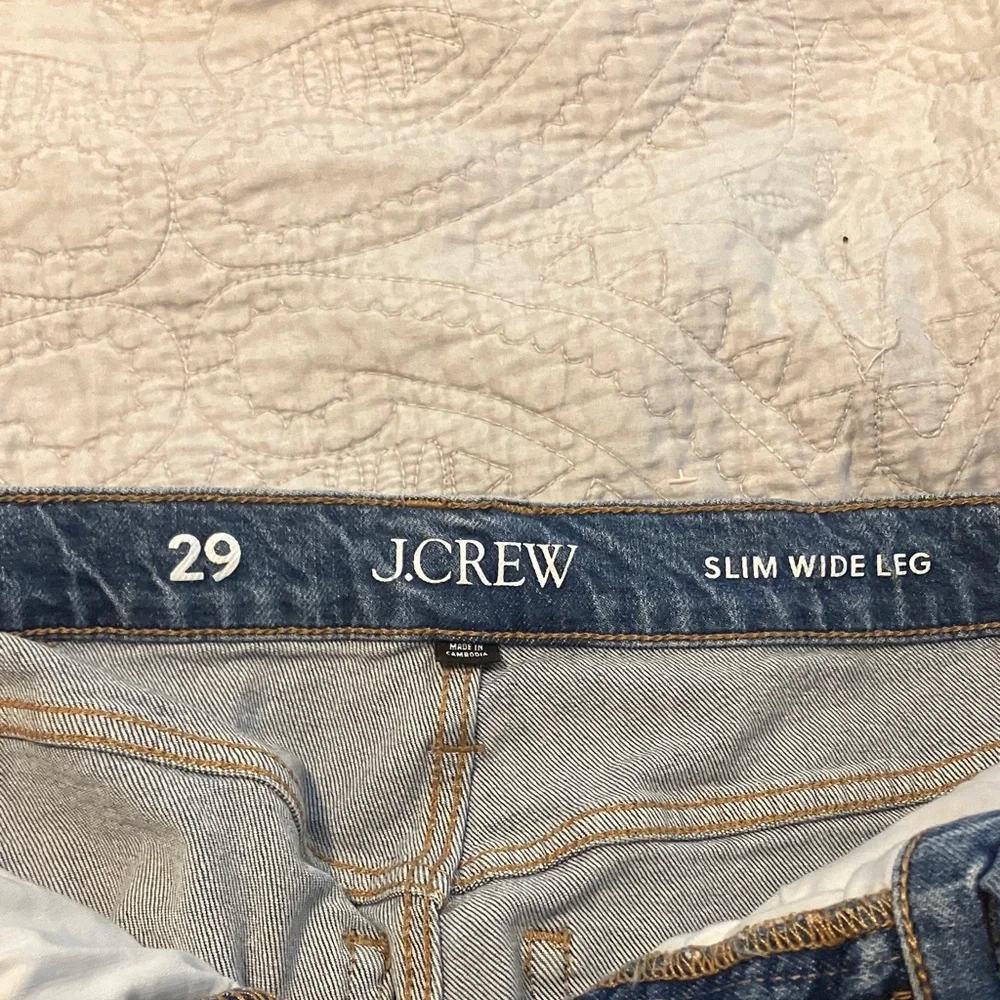 29 J.CREW SLIM WIDE LEG
MADE IN
CAMBODIA